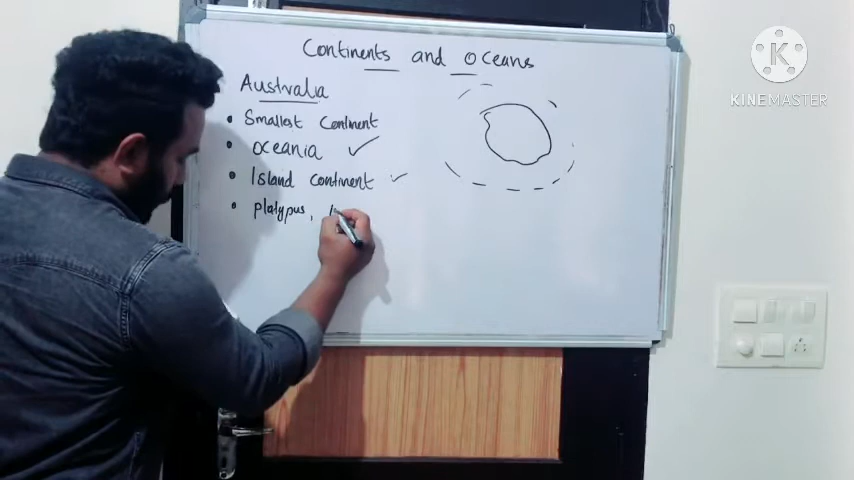 Continents and Oceans
Australia
• Smallest Continent
• Oceania ✓
• Island Continent ✓
• Platypus,
KINEMASTER